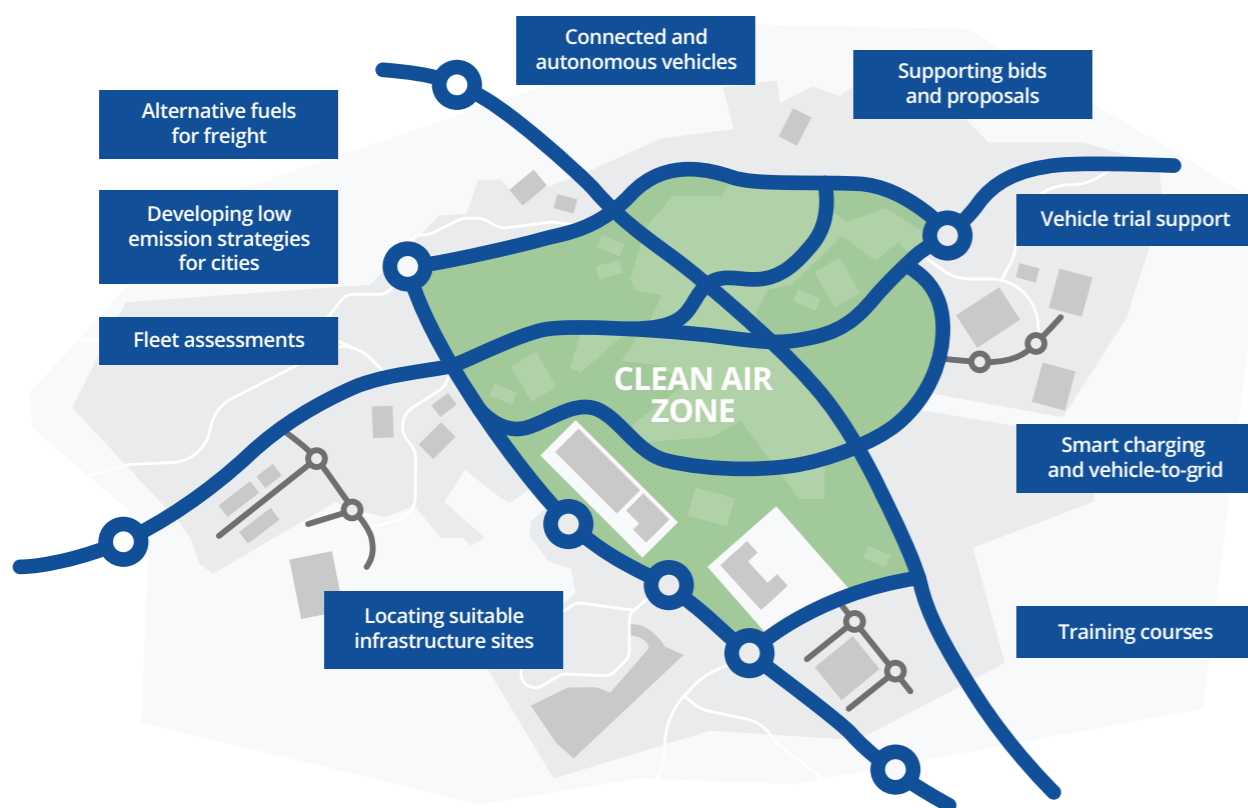 Connected and
autonomous vehicles
Supporting bids
and proposals
Alternative fuels
for freight
Developing low
emission strategies
for cities
Vehicle trial support
Fleet assessments
CLEAN AIR
ZONE
Smart charging
and vehicle-to-grid
Locating suitable
infrastructure sites
Training courses